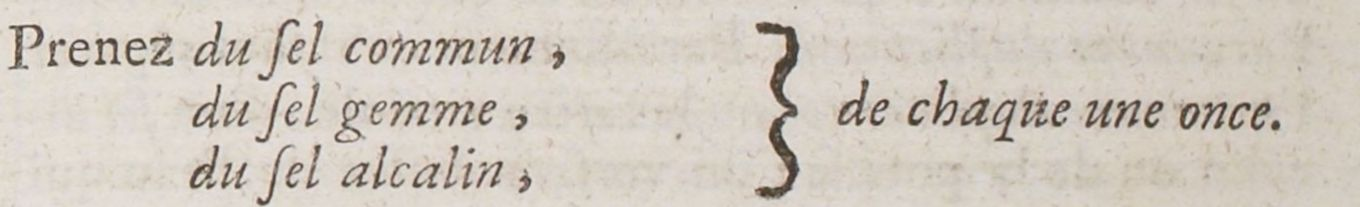 Prenez du ſel commun,
du ſel gemme,
du ſel alcalin,
de chaque une once.